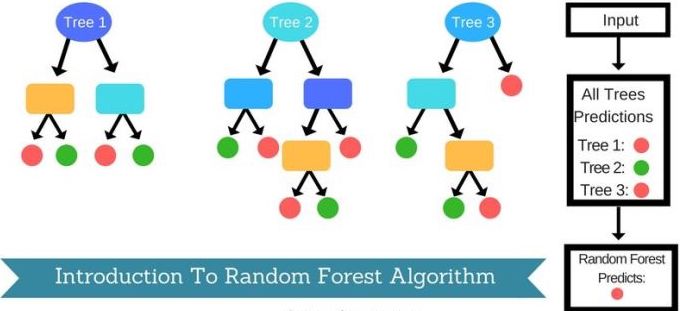 Tree 1
Tree 2
Tree 3
Input
All Trees
Predictions
Tree 1:
Tree 2:
Tree 3:
Random Forest
Predicts:
Introduction To Random Forest Algorithm